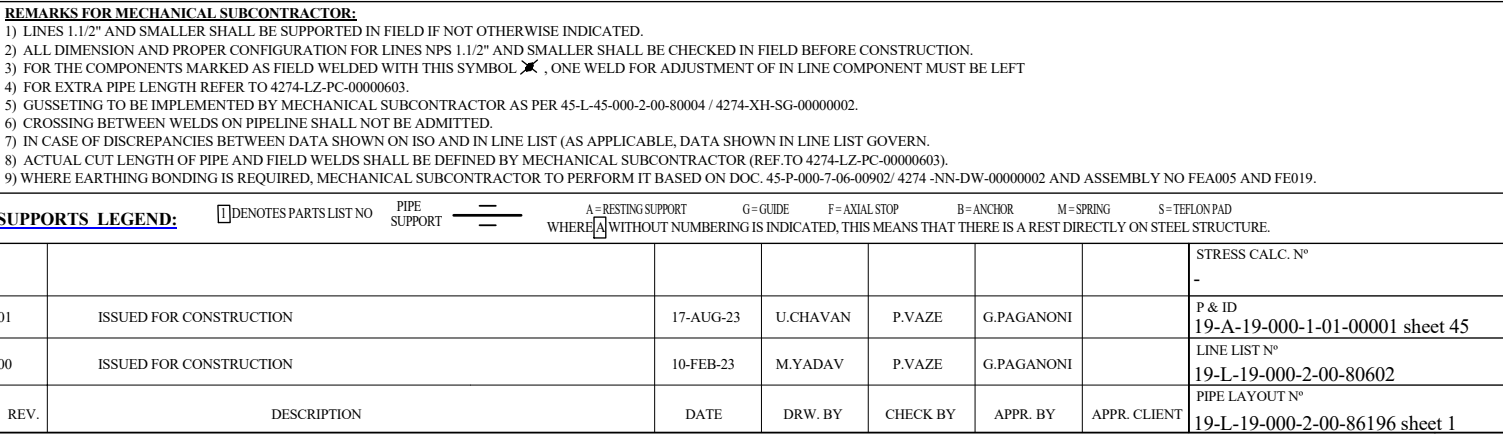 REMARKS FOR MECHANICAL SUBCONTRACTOR:
1) LINES 1.1/2" AND SMALLER SHALL BE SUPPORTED IN FIELD IF NOT OTHERWISE INDICATED.
2) ALL DIMENSION AND PROPER CONFIGURATION FOR LINES NPS 1.1/2" AND SMALLER SHALL BE CHECKED IN FIELD BEFORE CONSTRUCTION.
3) FOR THE COMPONENTS MARKED AS FIELD WELDED WITH THIS SYMBOL , ONE WELD FOR ADJUSTMENT OF IN LINE COMPONENT MUST BE LEFT
4) FOR EXTRA PIPE LENGTH REFER TO 4274-LZ-PC-00000603.
5) GUSSETING TO BE IMPLEMENTED BY MECHANICAL SUBCONTRACTOR AS PER 45-L-45-000-2-00-80004 / 4274-XH-SG-00000002.
6) CROSSING BETWEEN WELDS ON PIPELINE SHALL NOT BE ADMITTED.
7) IN CASE OF DISCREPANCIES BETWEEN DATA SHOWN ON ISO AND IN LINE LIST (AS APPLICABLE, DATA SHOWN IN LINE LIST GOVERN.
8) ACTUAL CUT LENGTH OF PIPE AND FIELD WELDS SHALL BE DEFINED BY MECHANICAL SUBCONTRACTOR (REF.TO 4274-LZ-PC-00000603).
9) WHERE EARTHING BONDING IS REQUIRED, MECHANICAL SUBCONTRACTOR TO PERFORM IT BASED ON DOC. 45-P-000-7-06-00902/ 4274 -NN-DW-00000002 AND ASSEMBLY NO FEA005 AND FE019.
SUPPORTS LEGEND: 1 DENOTES PARTS LIST NO PIPE SUPPORT A = RESTING SUPPORT G = GUIDE F = AXIAL STOP B = ANCHOR M = SPRING S = TEFLON PAD
WHERE A WITHOUT NUMBERING IS INDICATED, THIS MEANS THAT THERE IS A REST DIRECTLY ON STEEL STRUCTURE.
STRESS CALC. Nº
-
01 ISSUED FOR CONSTRUCTION 17-AUG-23 U.CHAVAN P.VAZE G.PAGANONI
P & ID
19-A-19-000-1-01-00001 sheet 45
00 ISSUED FOR CONSTRUCTION 10-FEB-23 M.YADAV P.VAZE G.PAGANONI
LINE LIST Nº
19-L-19-000-2-00-80602
REV. DESCRIPTION DATE DRW. BY CHECK BY APPR. BY APPR. CLIENT
PIPE LAYOUT Nº
19-L-19-000-2-00-86196 sheet 1